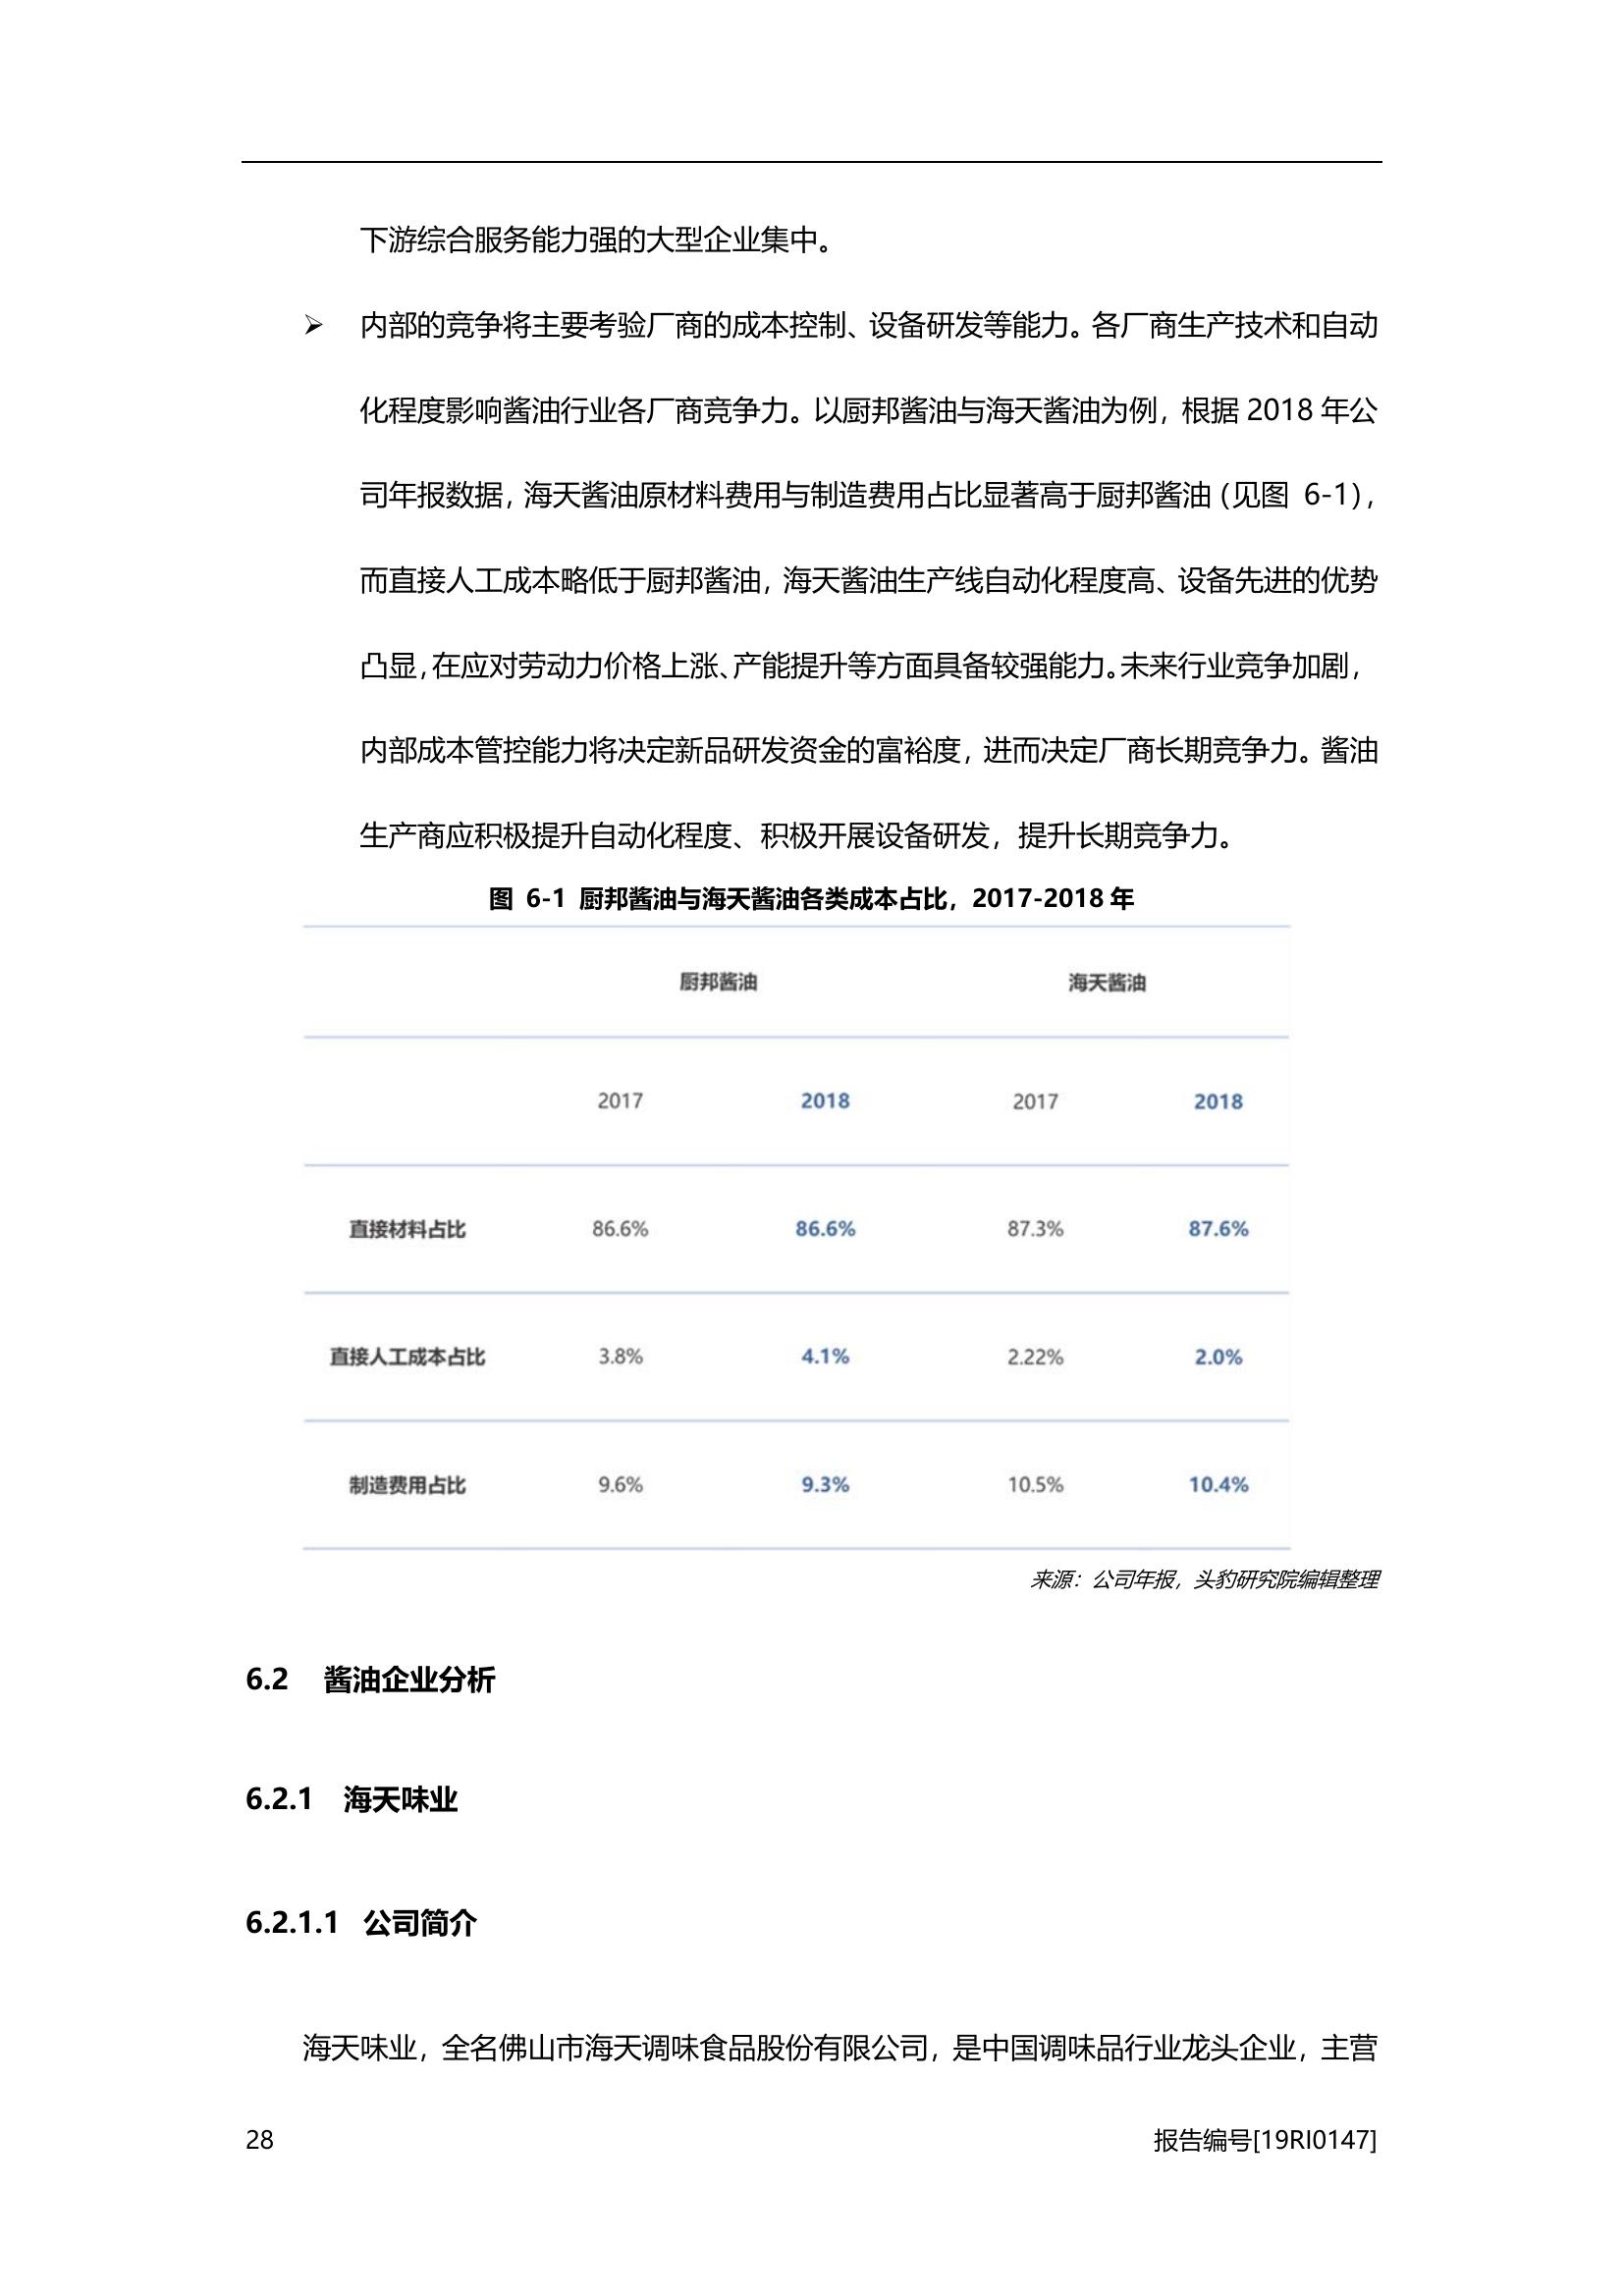 下游综合服务能力强的大型企业集中。
➢ 内部的竞争将主要考验厂商的成本控制、设备研发等能力。各厂商生产技术和自动
化程度影响酱油行业各厂商竞争力。以厨邦酱油与海天酱油为例，根据 2018 年公
司年报数据，海天酱油原材料费用与制造费用占比显著高于厨邦酱油（见图 6-1），
而直接人工成本略低于厨邦酱油，海天酱油生产线自动化程度高、设备先进的优势
凸显，在应对劳动力价格上涨、产能提升等方面具备较强能力。未来行业竞争加剧，
内部成本管控能力将决定新品研发资金的富裕度，进而决定厂商长期竞争力。酱油
生产商应积极提升自动化程度、积极开展设备研发，提升长期竞争力。
图 6-1 厨邦酱油与海天酱油各类成本占比，2017-2018 年
厨邦酱油 海天酱油
2017 2018 2017 2018
直接材料占比 86.6% 86.6% 87.3% 87.6%
直接人工成本占比 3.8% 4.1% 2.22% 2.0%
制造费用占比 9.6% 9.3% 10.5% 10.4%
来源：公司年报，头豹研究院编辑整理
6.2 酱油企业分析
6.2.1 海天味业
6.2.1.1 公司简介
海天味业，全名佛山市海天调味食品股份有限公司，是中国调味品行业龙头企业，主营
28 报告编号[19RI0147]